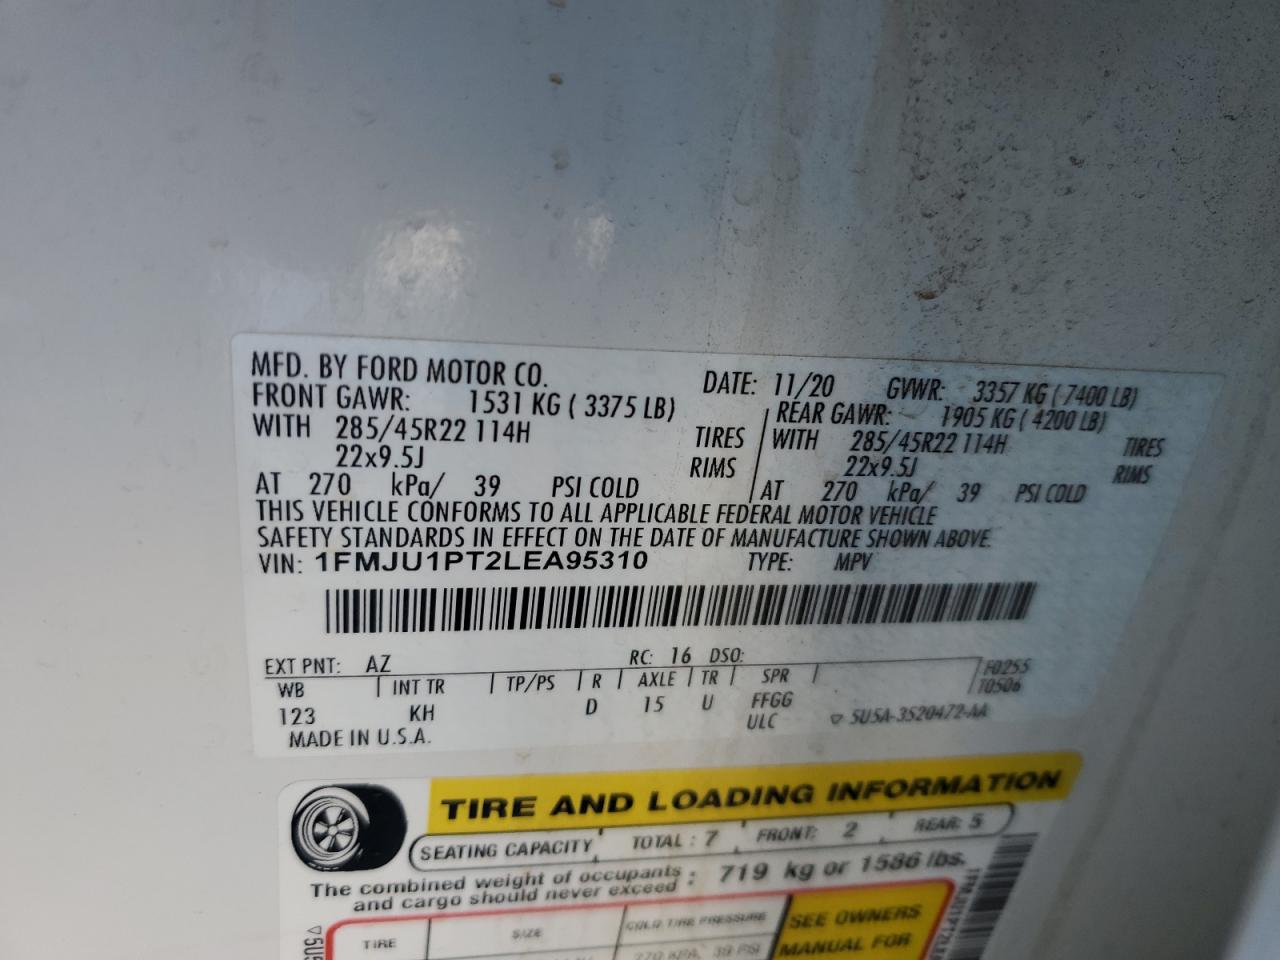 MFD. BY FORD MOTOR CO. DATE: 11/20 GVWR: 3357 KG ( 7400 LB)
FRONT GAWR: 1531 KG ( 3375 LB) REAR GAWR: 1905 KG ( 4200 LB)
WITH 285/45R22 114H TIRES WITH 285/45R22 114H TIRES
22x9.5J RIMS 22x9.5J RIMS
AT 270 kPa/ 39 PSI COLD AT 270 kPa/ 39 PSI COLD
THIS VEHICLE CONFORMS TO ALL APPLICABLE FEDERAL MOTOR VEHICLE
SAFETY STANDARDS IN EFFECT ON THE DATE OF MANUFACTURE SHOWN ABOVE.
VIN: 1FMJU1PT2LEA95310 TYPE: MPV
EXT PNT: AZ RC: 16 DSO:
WB INT TR TP/PS R AXLE TR SPR F0255
T0506
123 KH D 15 U FFGG
ULC ▽ 5U5A-3520472-AA
MADE IN U.S.A.
TIRE AND LOADING INFORMATION
SEATING CAPACITY TOTAL : 7 FRONT: 2 REAR: 5
The combined weight of occupants : 719 kg or 1586 lbs.
and cargo should never exceed
TIRE SIZE COLD TIRE PRESSURE SEE OWNERS
MANUAL FOR
270 KPA, 39 PSI